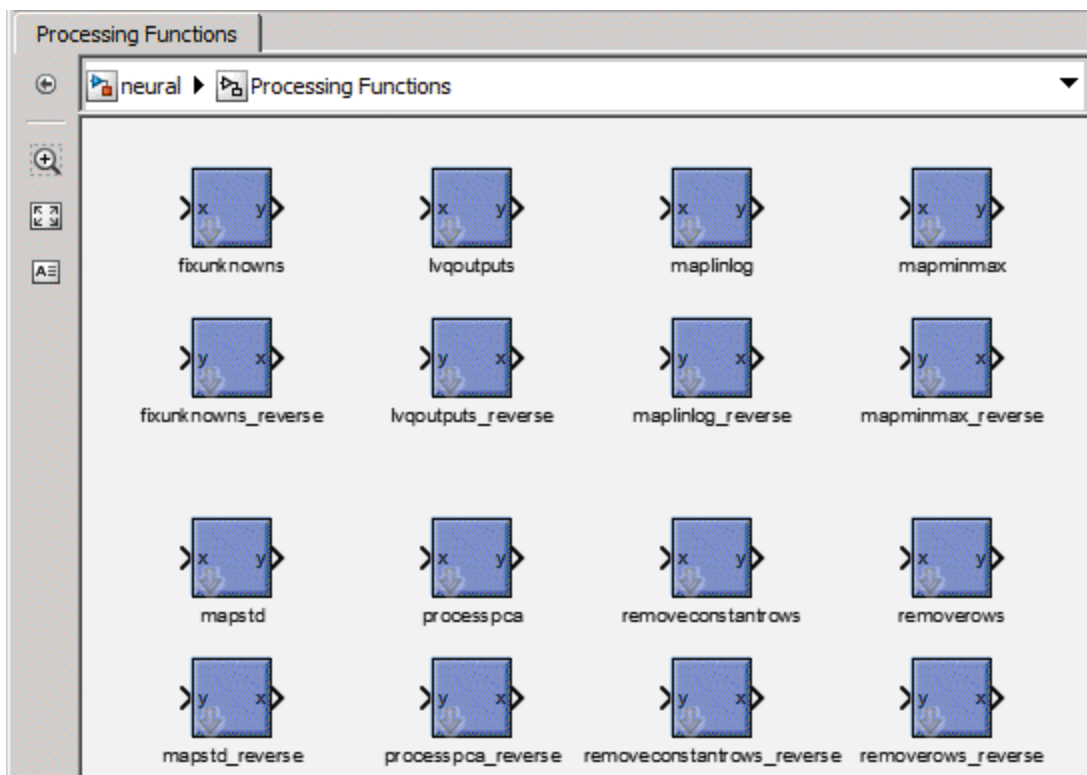 Processing Functions
neural Processing Functions
x y x y x y x y
fixunknowns lvqoutputs maplinlog mapminmax
y x y x y x y x
fixunknowns_reverse lvqoutputs_reverse maplinlog_reverse mapminmax_reverse
x y x y x y x y
mapstd processpca removeconstantrows removerows
y x y x y x y x
mapstd_reverse processpca_reverse removeconstantrows_reverse removerows_reverse